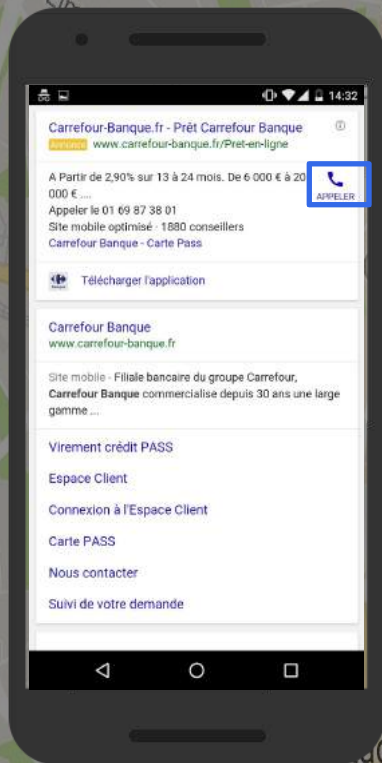 14:32
Carrefour-Banque.fr - Prêt Carrefour Banque
Annonce www.carrefour-banque.fr/Pret-en-ligne
A Partir de 2,90% sur 13 à 24 mois. De 6 000 € à 20
000 € ....
APPELER
Appeler le 01 69 87 38 01
Site mobile optimisé · 1880 conseillers
Carrefour Banque - Carte Pass
Télécharger l'application
Carrefour Banque
www.carrefour-banque.fr
Site mobile - Filiale bancaire du groupe Carrefour,
Carrefour Banque commercialise depuis 30 ans une large
gamme ...
Virement crédit PASS
Espace Client
Connexion à l'Espace Client
Carte PASS
Nous contacter
Suivi de votre demande